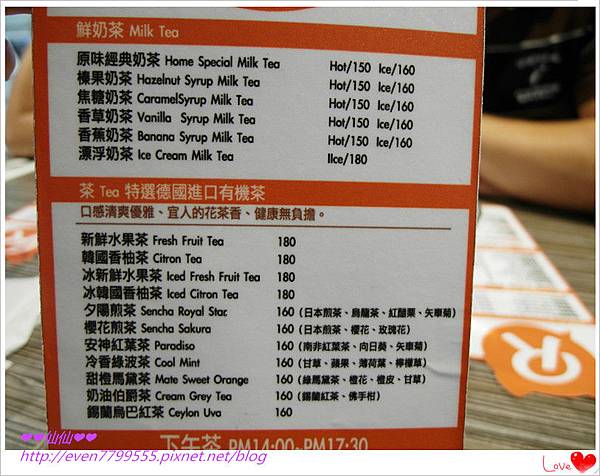 鮮奶茶 Milk Tea
原味經典奶茶 Home Special Milk Tea Hot/150 Ice/160
榛果奶茶 Hazelnut Syrup Milk Tea Hot/150 Ice/160
焦糖奶茶 CaramelSyrup Milk Tea Hot/150 Ice/160
香草奶茶 Vanilla Syrup Milk Tea Hot/150 Ice/160
香蕉奶茶 Banana Syrup Milk Tea Hot/150 Ice/160
漂浮奶茶 Ice Cream Milk Tea IIce/180
茶 Tea 特選德國進口有機茶
口感清爽優雅、宜人的花茶香、健康無負擔。
新鮮水果茶 Fresh Fruit Tea 180
韓國香柚茶 Citron Tea 180
冰新鮮水果茶 Iced Fresh Fruit Tea 180
冰韓國香柚茶 Iced Citron Tea 180
夕陽煎茶 Sencha Royal Star 160 (日本煎茶、烏龍茶、紅醋栗、矢車菊)
櫻花煎茶 Sencha Sakura 160 (日本煎茶、櫻花、玫瑰花)
安神紅葉茶 Paradiso 160 (南非紅葉茶、向日葵、矢車菊)
冷香綠波茶 Cool Mint 160 (甘草、蘋果、薄荷葉、檸檬草)
甜橙馬黛茶 Mate Sweet Orange 160 (綠馬黛茶、橙花、橙皮、甘草)
奶油伯爵茶 Cream Grey Tea 160 (錫蘭紅茶、佛手柑)
錫蘭烏巴紅茶 Ceylon Uva 160
下午茶 PM14:00~PM17:30
❤❤仙仙❤❤
http://even7799555.pixnet.net/blog
Love